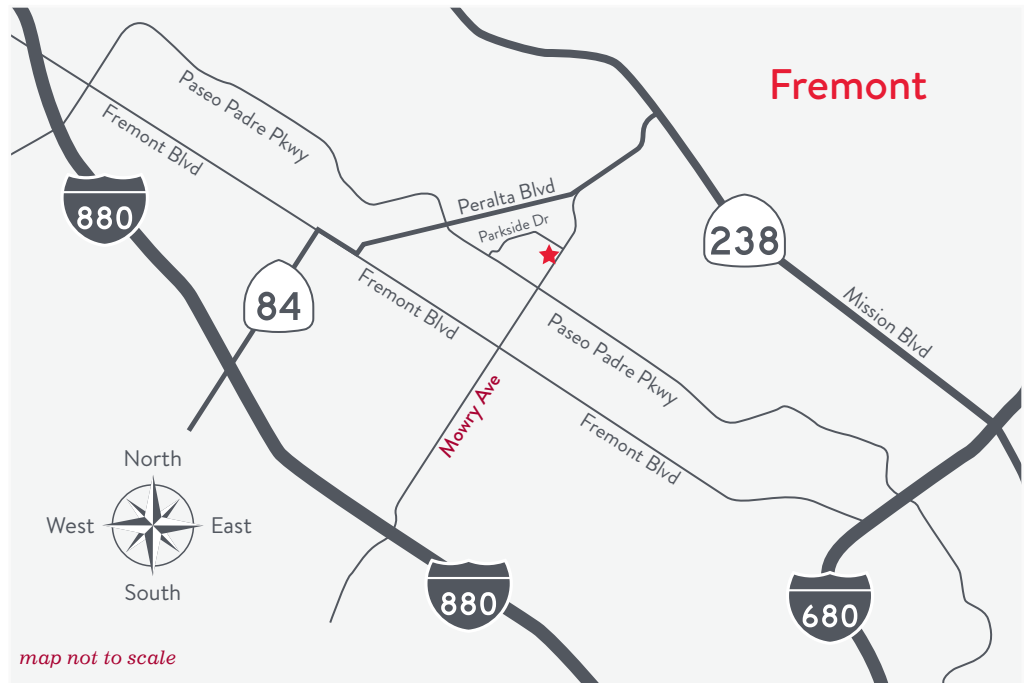 Fremont
Paseo Padre Pkwy
Fremont Blvd
880
Peralta Blvd
Parkside Dr
238
84
Fremont Blvd
Mission Blvd
Paseo Padre Pkwy
Mowry Ave
Fremont Blvd
North
West
East
South
880
680
map not to scale